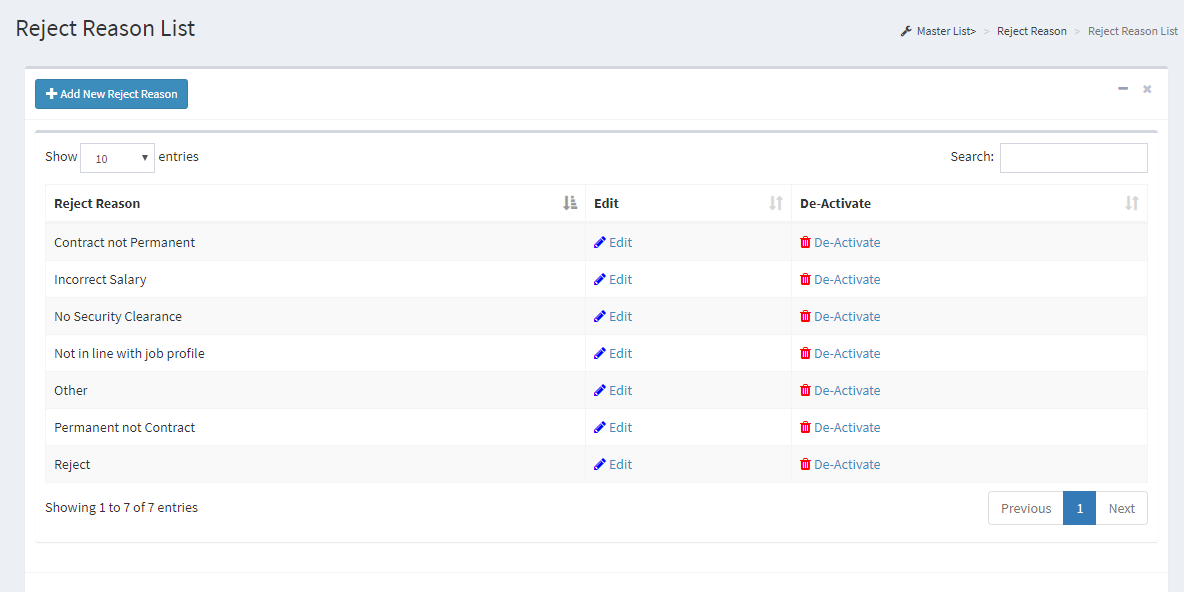 Reject Reason List
Master List> > Reject Reason > Reject Reason List
Add New Reject Reason
Show 10 entries Search:
Reject Reason Edit De-Activate
Contract not Permanent Edit De-Activate
Incorrect Salary Edit De-Activate
No Security Clearance Edit De-Activate
Not in line with job profile Edit De-Activate
Other Edit De-Activate
Permanent not Contract Edit De-Activate
Reject Edit De-Activate
Showing 1 to 7 of 7 entries Previous 1 Next